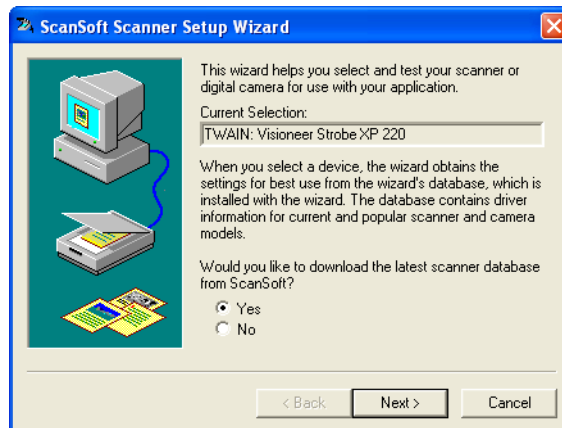 ScanSoft Scanner Setup Wizard
This wizard helps you select and test your scanner or
digital camera for use with your application.
Current Selection:
TWAIN: Visioneer Strobe XP 220
When you select a device, the wizard obtains the
settings for best use from the wizard's database, which is
installed with the wizard. The database contains driver
information for current and popular scanner and camera
models.
Would you like to download the latest scanner database
from ScanSoft?
Yes
No
< Back Next > Cancel